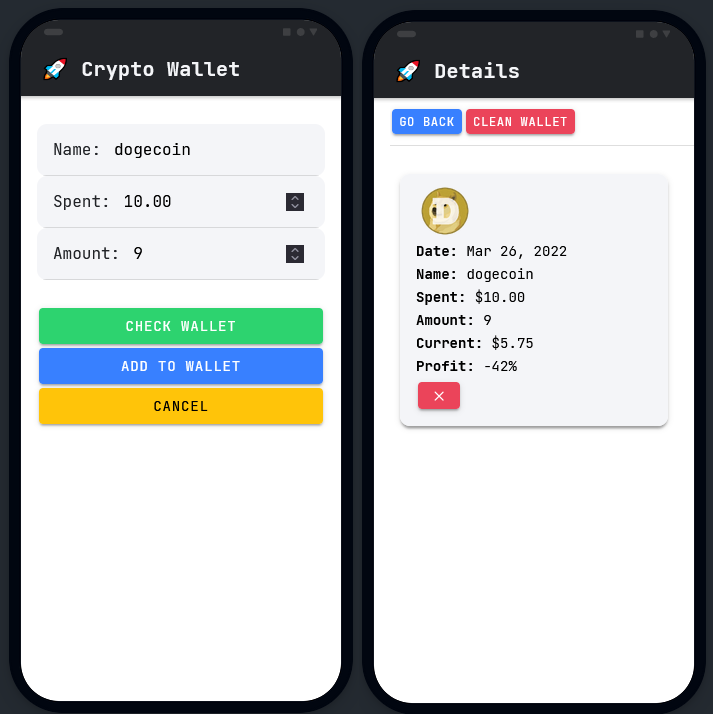 Crypto Wallet
Name: dogecoin
Spent: 10.00
Amount: 9
CHECK WALLET
ADD TO WALLET
CANCEL
Details
GO BACK CLEAN WALLET
Date: Mar 26, 2022
Name: dogecoin
Spent: $10.00
Amount: 9
Current: $5.75
Profit: -42%